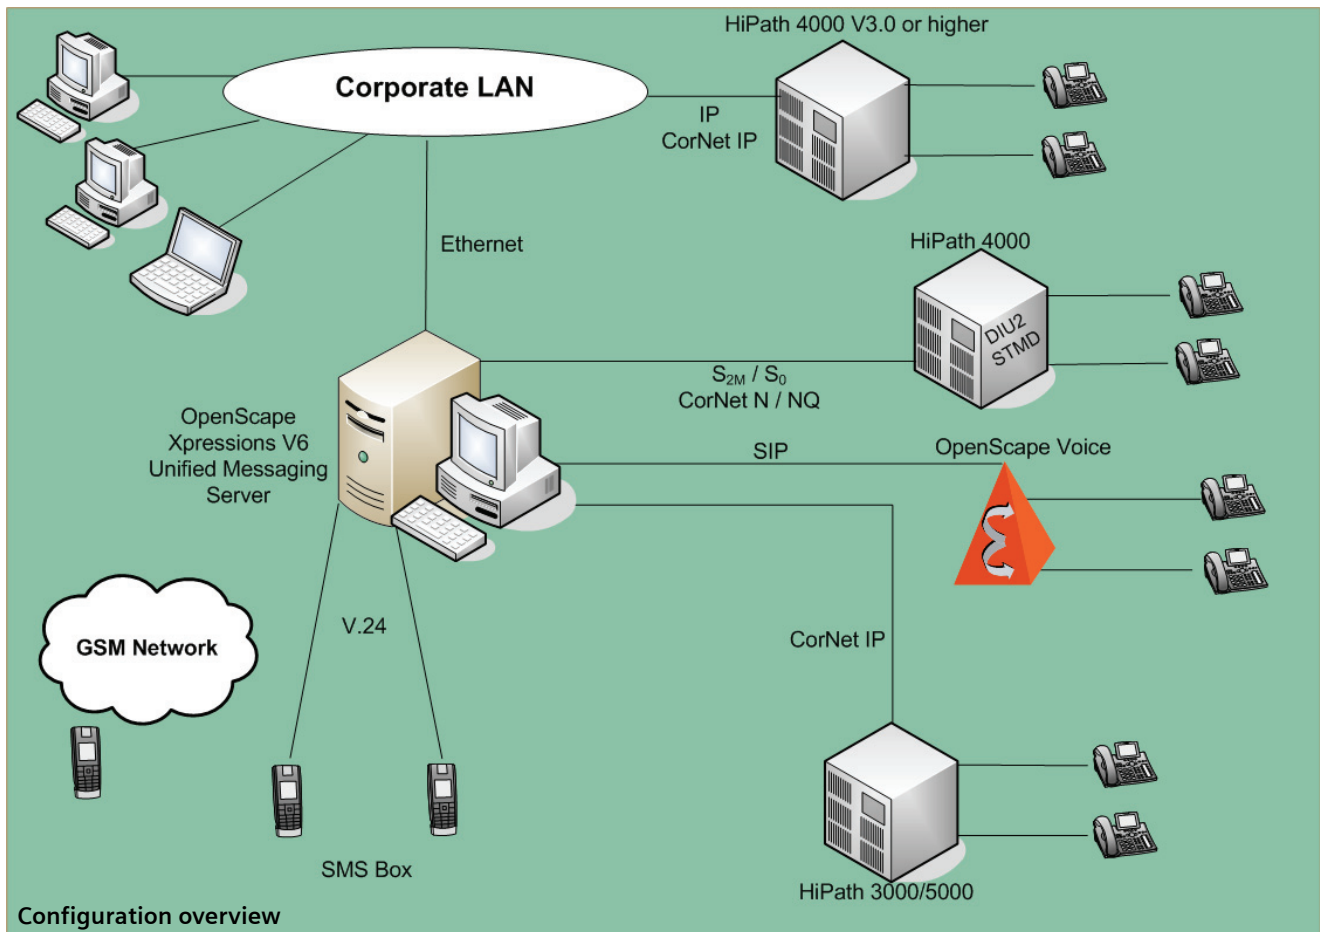 HiPath 4000 V3.0 or higher
Corporate LAN
IP
CorNet IP
Ethernet
HiPath 4000
DIU2
STMD
S2M / S0
CorNet N / NQ
OpenScape
Xpressions V6
Unified Messaging
Server
SIP
OpenScape Voice
V.24
GSM Network
CorNet IP
SMS Box
HiPath 3000/5000
Configuration overview